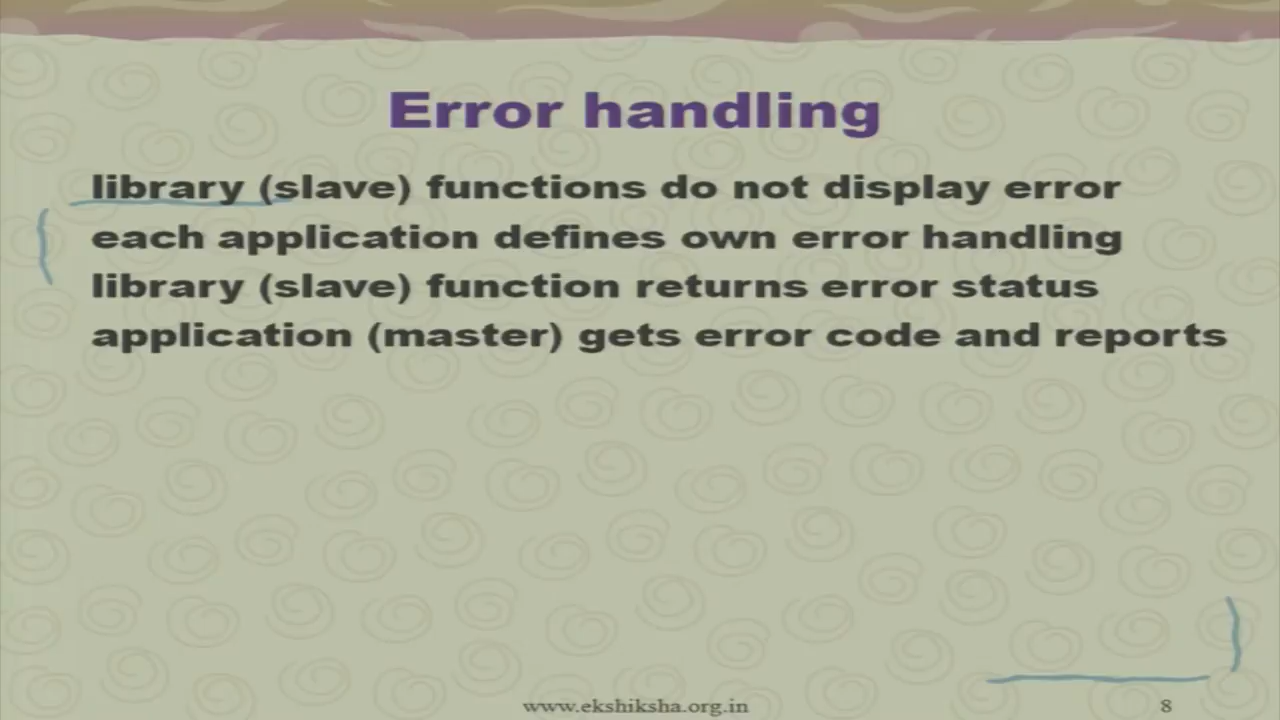 Error handling
library (slave) functions do not display error
each application defines own error handling
library (slave) function returns error status
application (master) gets error code and reports
www.ekshiksha.org.in
8